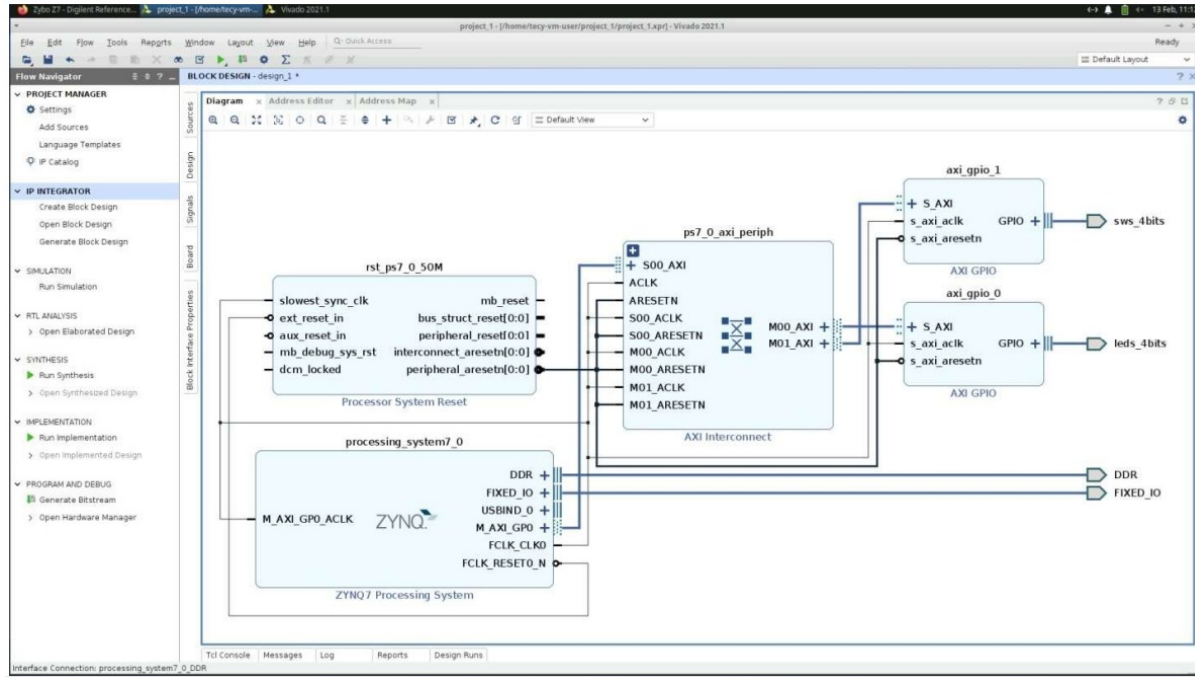 Zybo Z7 - Digilent Reference...
project_1 - [/home/tecy-vm-...
Vivado 2021.1
13 Feb, 11:1
project_1 - [/home/tecy-vm-user/project_1/project_1.xpr] - Vivado 2021.1
File Edit Flow Tools Reports Window Layout View Help
Quick Access
Ready
Default Layout
Flow Navigator
BLOCK DESIGN - design_1 *
PROJECT MANAGER
Settings
Add Sources
Language Templates
IP Catalog
IP INTEGRATOR
Create Block Design
Open Block Design
Generate Block Design
SIMULATION
Run Simulation
RTL ANALYSIS
Open Elaborated Design
SYNTHESIS
Run Synthesis
Open Synthesized Design
IMPLEMENTATION
Run Implementation
Open Implemented Design
PROGRAM AND DEBUG
Generate Bitstream
Open Hardware Manager
Sources
Design
Signals
Board
Block Interface Properties
Diagram
Address Editor
Address Map
Default View
rst_ps7_0_50M
slowest_sync_clk
ext_reset_in
aux_reset_in
mb_debug_sys_rst
dcm_locked
mb_reset
bus_struct_reset[0:0]
peripheral_reset[0:0]
interconnect_aresetn[0:0]
peripheral_aresetn[0:0]
Processor System Reset
processing_system7_0
M_AXI_GP0_ACLK
ZYNQ
DDR
FIXED_IO
USBIND_0
M_AXI_GP0
FCLK_CLK0
FCLK_RESET0_N
ZYNQ7 Processing System
ps7_0_axi_periph
S00_AXI
ACLK
ARESETN
S00_ACLK
S00_ARESETN
M00_ACLK
M00_ARESETN
M01_ACLK
M01_ARESETN
M00_AXI
M01_AXI
AXI Interconnect
axi_gpio_1
S_AXI
s_axi_aclk
s_axi_aresetn
GPIO
AXI GPIO
sws_4bits
axi_gpio_0
S_AXI
s_axi_aclk
s_axi_aresetn
GPIO
AXI GPIO
leds_4bits
DDR
FIXED_IO
Tcl Console
Messages
Log
Reports
Design Runs
Interface Connection: processing_system7_0_DDR